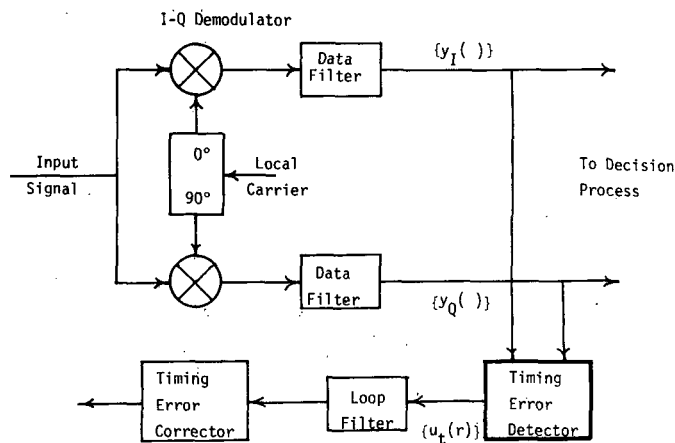 I-Q Demodulator
Data
Filter
{y_I( )}
0°
90°
Input
Signal
Local
Carrier
To Decision
Process
Data
Filter
{y_Q( )}
Timing
Error
Corrector
Loop
Filter
{u_t(r)}
Timing
Error
Detector